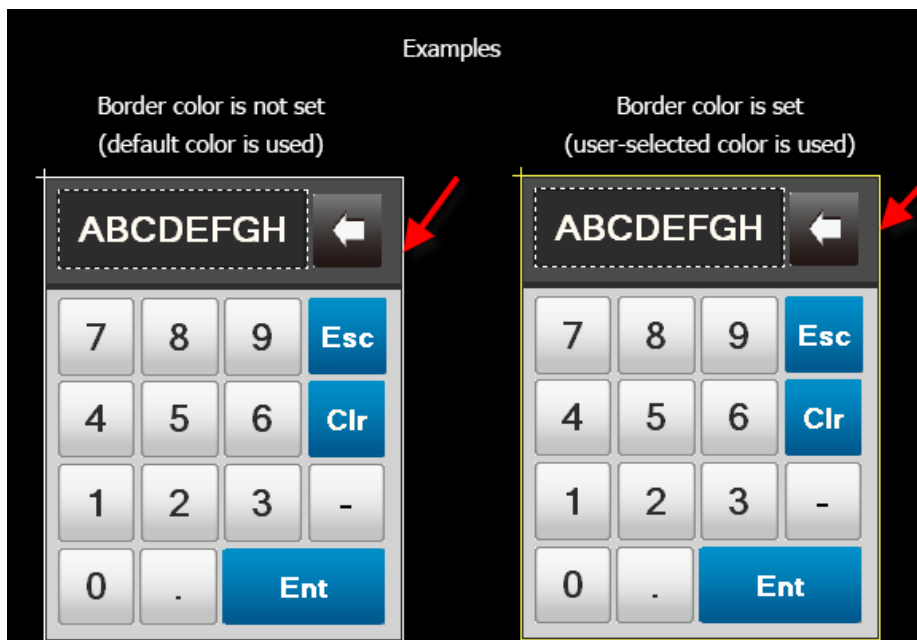 Examples
Border color is not set
(default color is used)
ABCDEFGH
7 8 9 Esc
4 5 6 Clr
1 2 3 -
0 . Ent
Border color is set
(user-selected color is used)
ABCDEFGH
7 8 9 Esc
4 5 6 Clr
1 2 3 -
0 . Ent